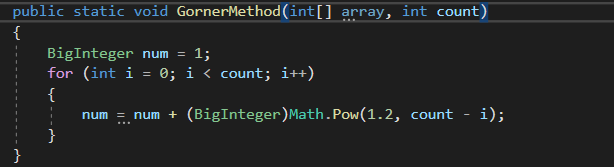 public static void GornerMethod(int[] array, int count)
{
BigInteger num = 1;
for (int i = 0; i < count; i++)
{
num = num + (BigInteger)Math.Pow(1.2, count - i);
}
}